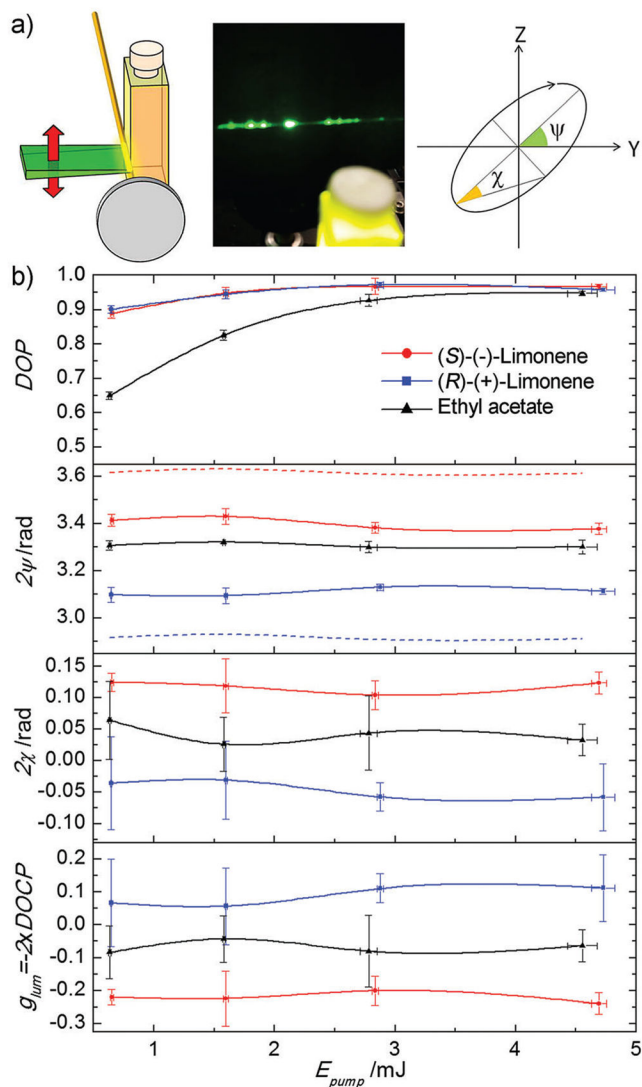 a)
Z
ψ
Y
χ
b)
1.0
0.9
0.8
0.7
0.6
0.5
DOP
(S)-(-)-Limonene
(R)-(+)-Limonene
Ethyl acetate
3.6
3.4
3.2
3.0
2ψ /rad
0.15
0.10
0.05
0.00
-0.05
-0.10
2χ /rad
0.2
0.1
0.0
-0.1
-0.2
-0.3
g_lum=-2xDOCP
1 2 3 4 5
E_pump /mJ